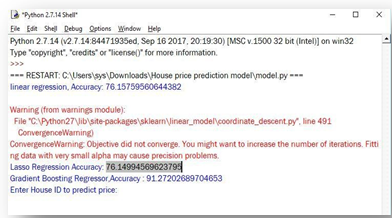 *Python 2.7.14 Shell*
File Edit Shell Debug Options Window Help
Python 2.7.14 (v2.7.14:84471935ed, Sep 16 2017, 20:19:30) [MSC v.1500 32 bit (Intel)] on win32
Type "copyright", "credits" or "license()" for more information.
>>>
=== RESTART: C:\Users\sys\Downloads\House price prediction model\model.py ===
linear regression, Accuracy: 76.15759560644382
Warning (from warnings module):
File "C:\Python27\lib\site-packages\sklearn\linear_model\coordinate_descent.py", line 491
ConvergenceWarning)
ConvergenceWarning: Objective did not converge. You might want to increase the number of iterations. Fitti
ng data with very small alpha may cause precision problems.
Lasso Regression Accuracy: 76.14994569623795
Gradient Boosting Regressor,Accuracy : 91.27202689704653
Enter House ID to predict price: